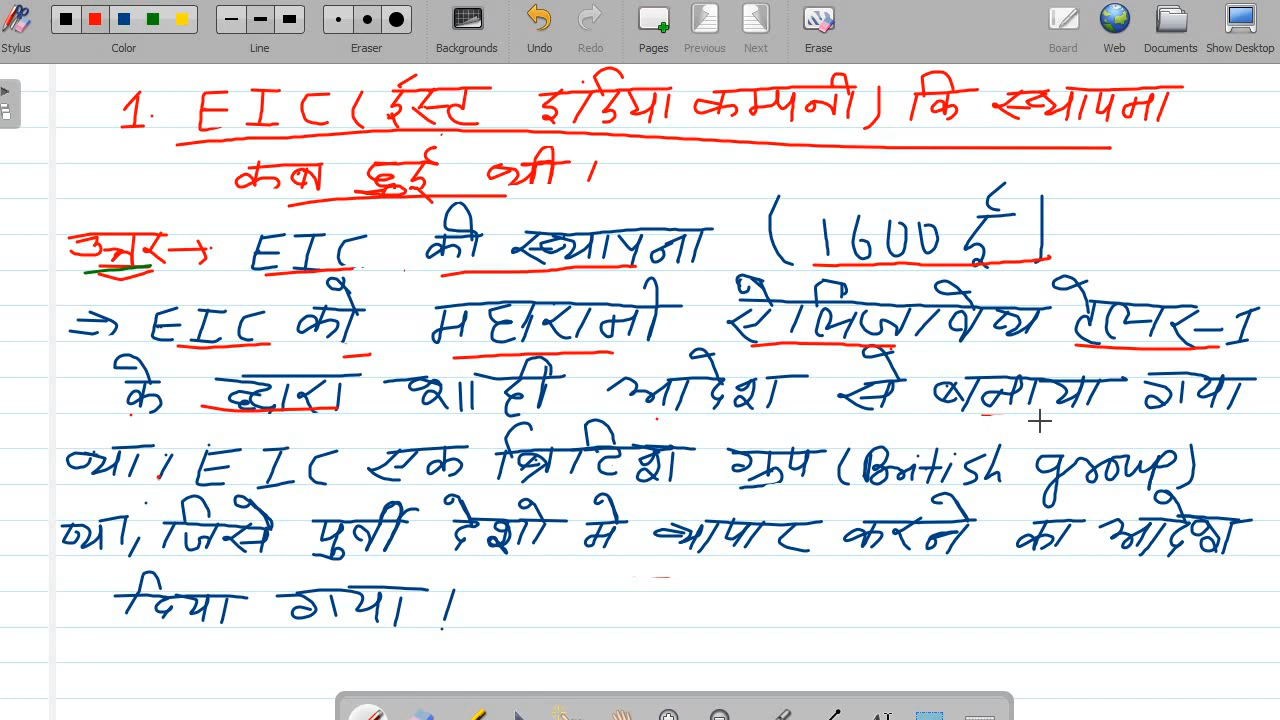 Stylus Color Line Eraser Backgrounds Undo Redo Pages Previous Next Erase Board Web Documents Show Desktop
1. EIC (ईस्ट इंडिया कम्पनी) कि स्थापना
कब हुई थी।
उत्तर → EIC की स्थापना (1600 ई)
⇒ EIC को महारानी ऐलिजाबेथ टेलर-I
के द्वारा शाही आदेश से बनाया गया
था। EIC एक ब्रिटिश ग्रुप (British group)
था, जिसे पुर्वी देशो मे व्यापार करने का आदेश
दिया गया।